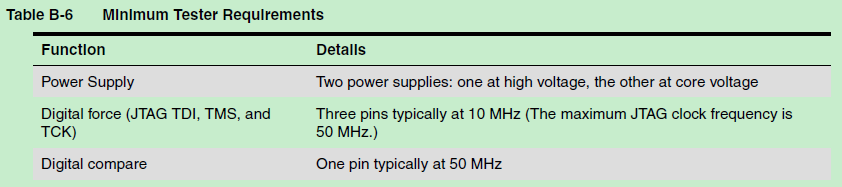 Table B-6 Minimum Tester Requirements
Function Details
Power Supply Two power supplies: one at high voltage, the other at core voltage
Digital force (JTAG TDI, TMS, and Three pins typically at 10 MHz (The maximum JTAG clock frequency is
TCK) 50 MHz.)
Digital compare One pin typically at 50 MHz